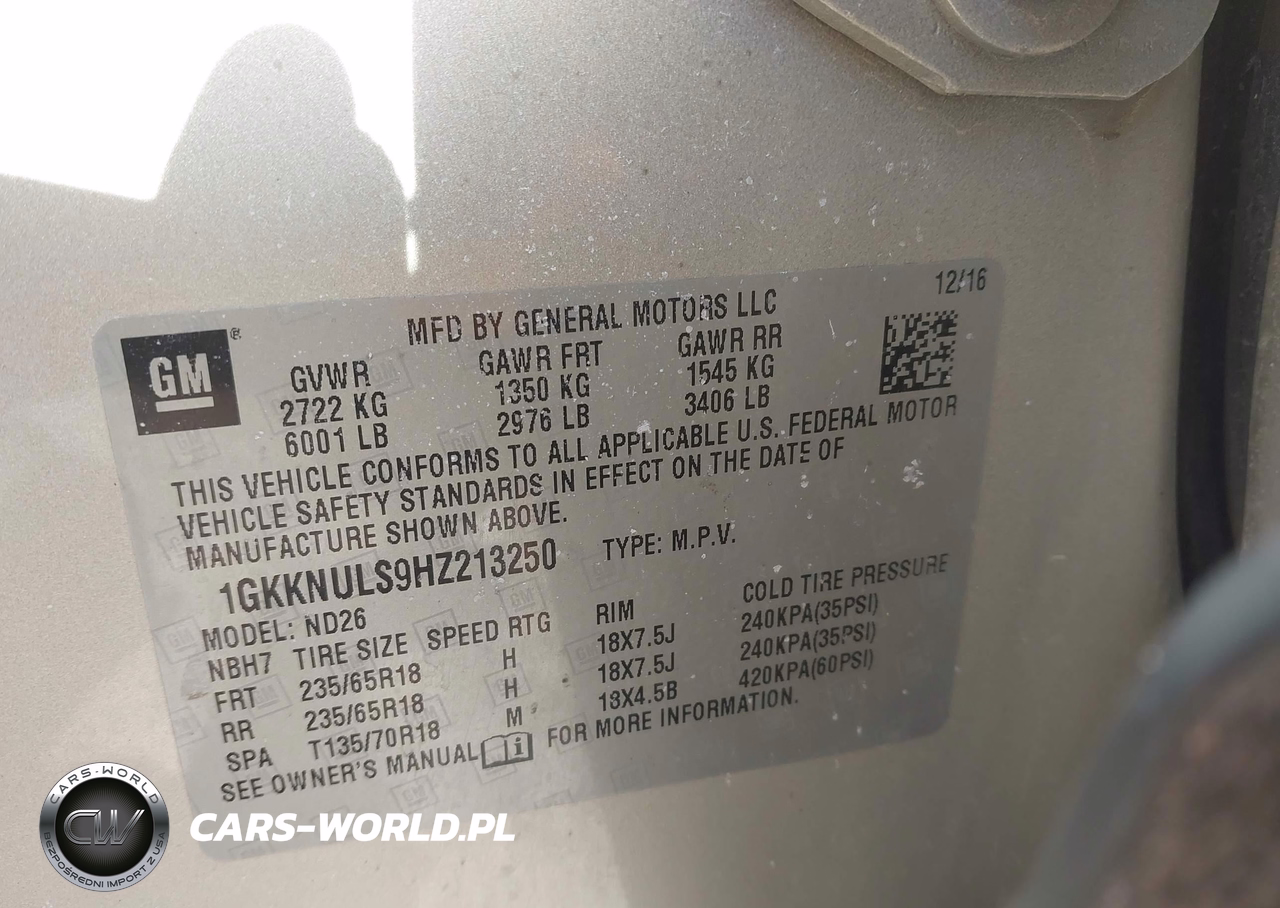 12/16
MFD BY GENERAL MOTORS LLC
GM ®
GVWR GAWR FRT GAWR RR
2722 KG 1350 KG 1545 KG
6001 LB 2976 LB 3406 LB
THIS VEHICLE CONFORMS TO ALL APPLICABLE U.S. FEDERAL MOTOR
VEHICLE SAFETY STANDARDS IN EFFECT ON THE DATE OF
MANUFACTURE SHOWN ABOVE.
1GKKNULS9HZ213250 TYPE: M.P.V.
MODEL: ND26
NBH7 TIRE SIZE SPEED RTG RIM COLD TIRE PRESSURE
FRT 235/65R18 H 18X7.5J 240KPA(35PSI)
RR 235/65R18 H 18X7.5J 240KPA(35PSI)
SPA T135/70R18 M 18X4.5B 420KPA(60PSI)
SEE OWNER'S MANUAL FOR MORE INFORMATION.
CARS-WORLD
CW
BEZPOŚREDNI IMPORT Z USA
CARS-WORLD.PL